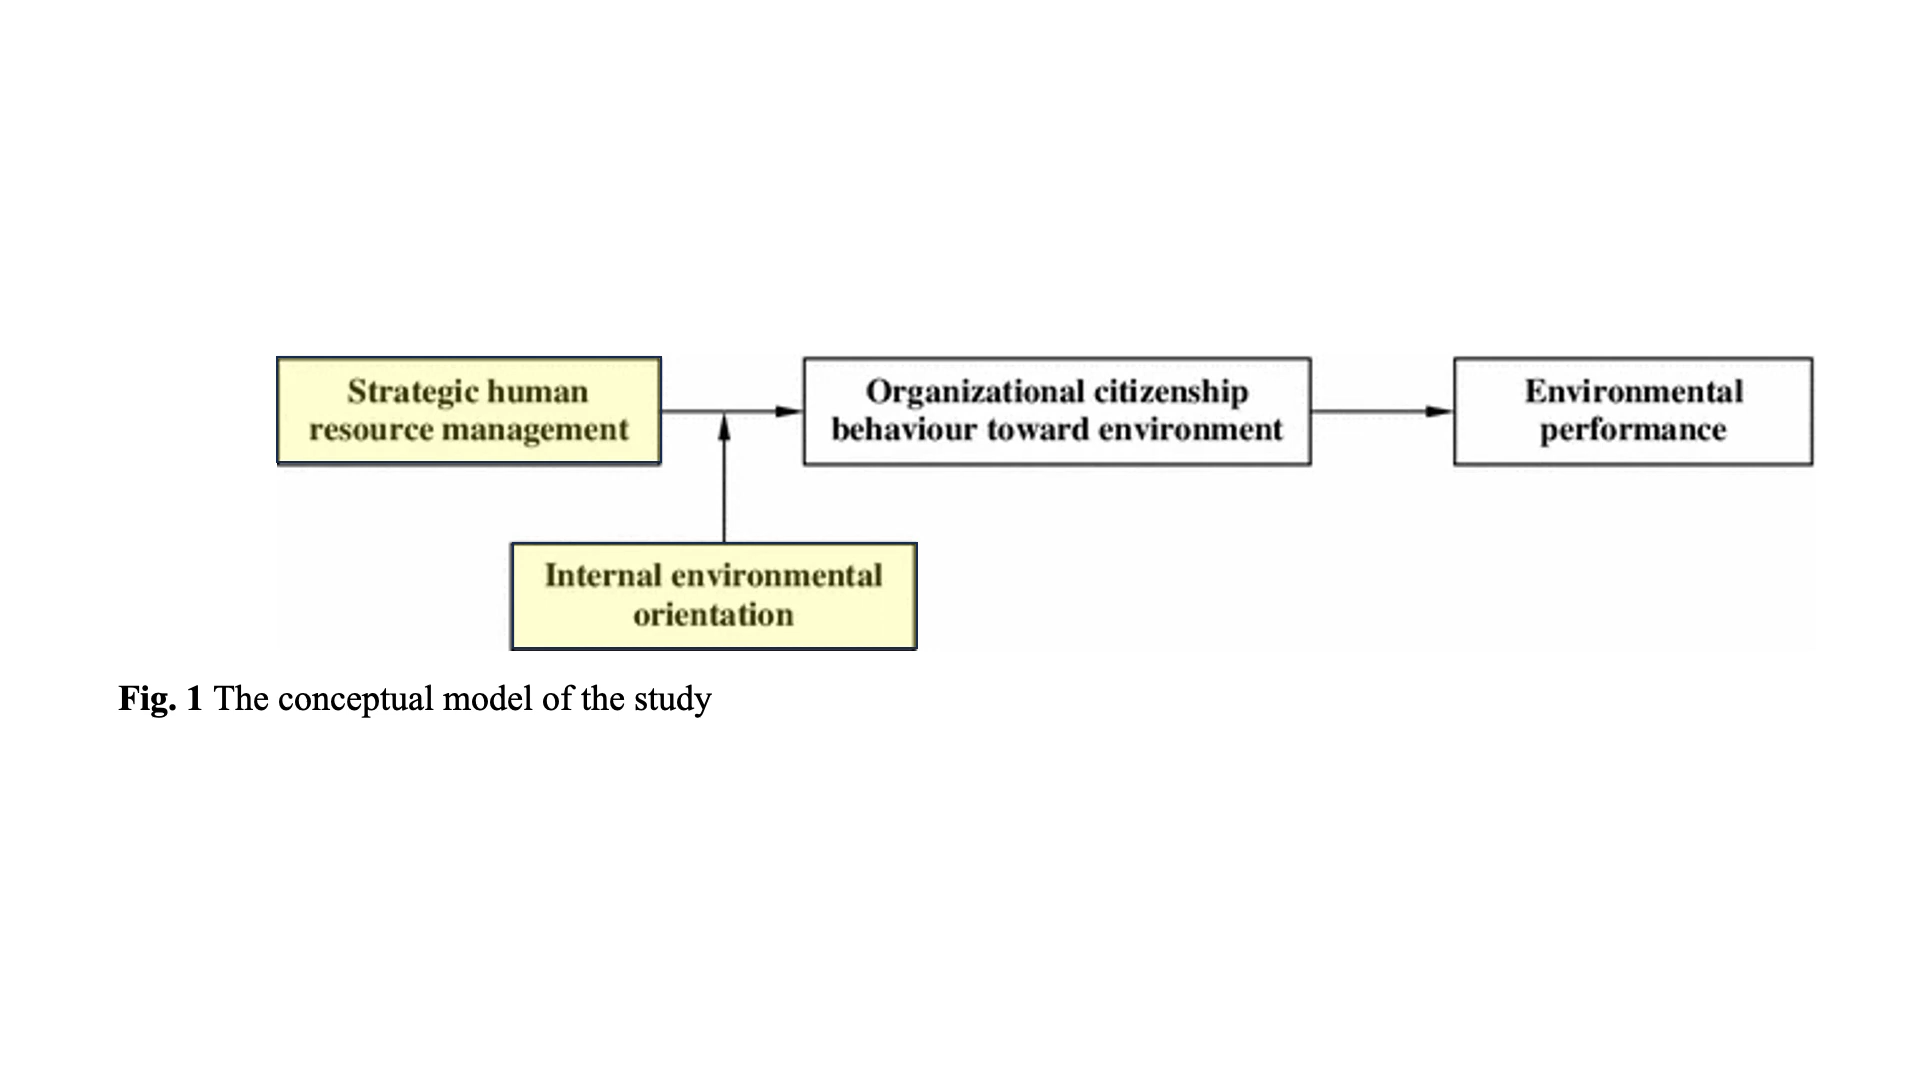 Strategic human
resource management
Organizational citizenship
behaviour toward environment
Environmental
performance
Internal environmental
orientation
Fig. 1 The conceptual model of the study